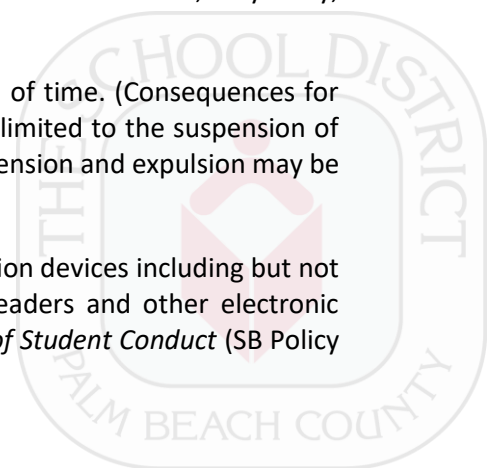 of time. (Consequences for
limited to the suspension of
ension and expulsion may be
ion devices including but not
eaders and other electronic
of Student Conduct (SB Policy
THE SCHOOL DISTRICT
PALM BEACH COUNTY